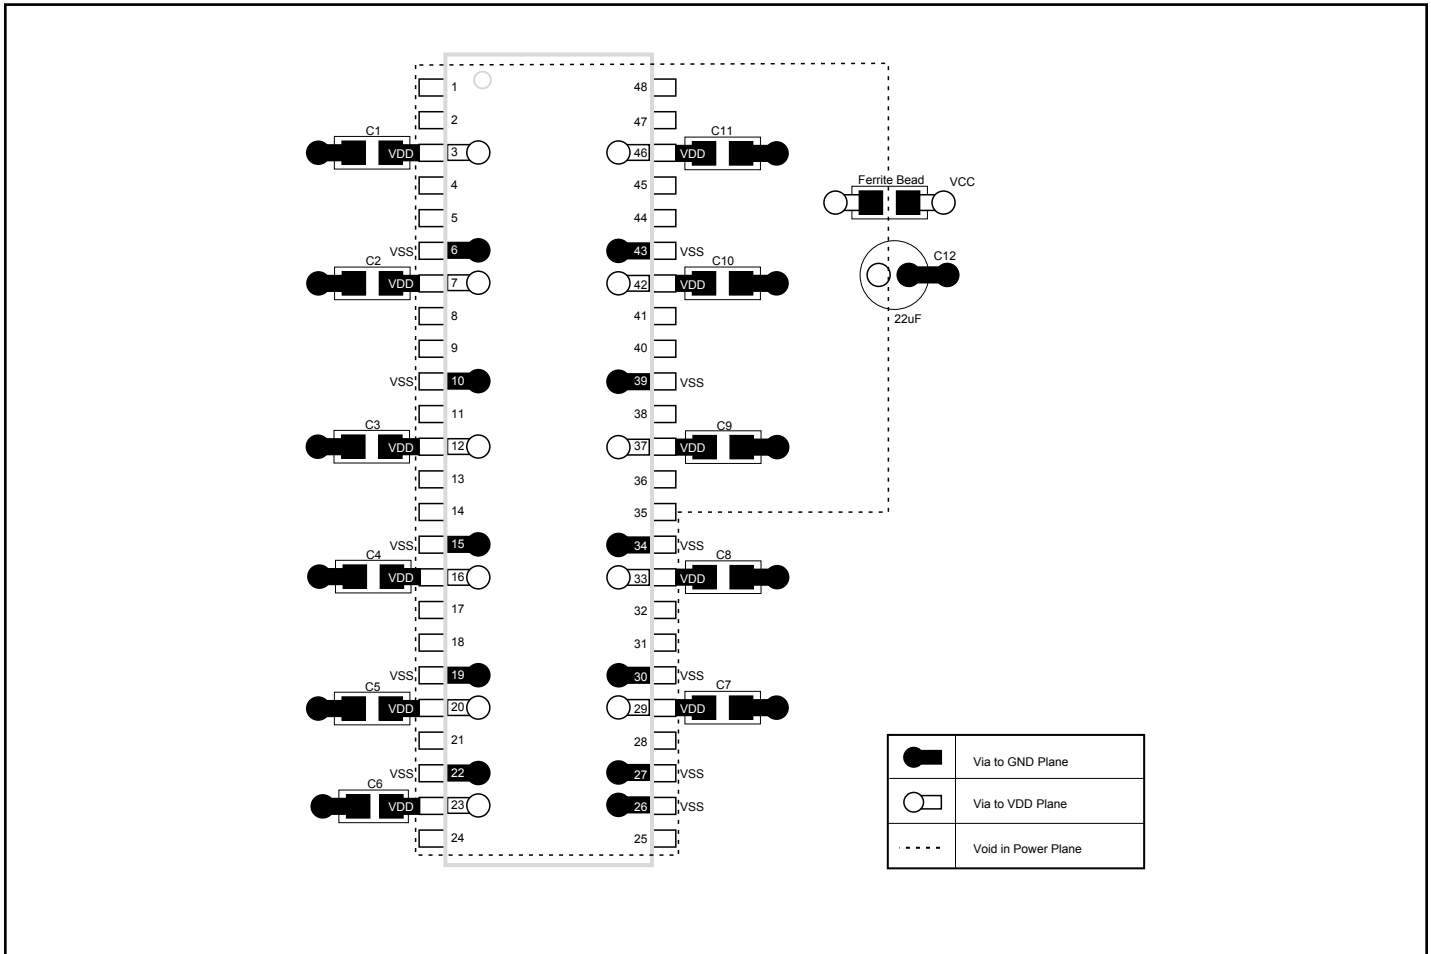 1 48
2 47
C1 C11
VDD 3 46 VDD
4 45
Ferrite Bead VCC
5 44
VSS 6 43 VSS
C2 C10 C12
VDD 7 42 VDD
8 41 22uF
9 40
VSS 10 39 VSS
11 38
C3 C9
VDD 12 37 VDD
13 36
14 35
VSS 15 34 VSS
C4 C8
VDD 16 33 VDD
17 32
18 31
VSS 19 30 VSS
C5 C7
VDD 20 29 VDD
21 28
VSS 22 27 VSS
C6
VDD 23 26 VSS
24 25
Via to GND Plane
Via to VDD Plane
Void in Power Plane